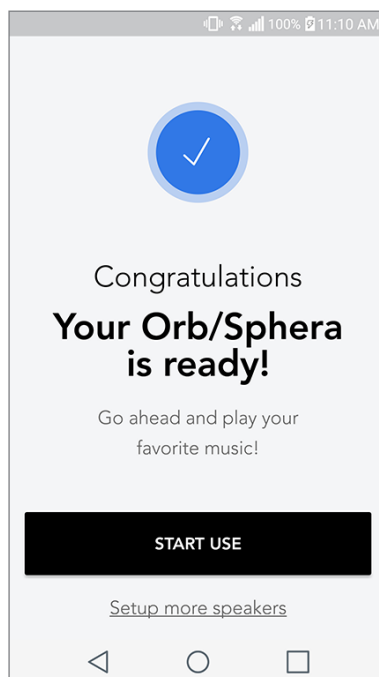 100% 11:10 AM
Congratulations
Your Orb/Sphera
is ready!
Go ahead and play your
favorite music!
START USE
Setup more speakers